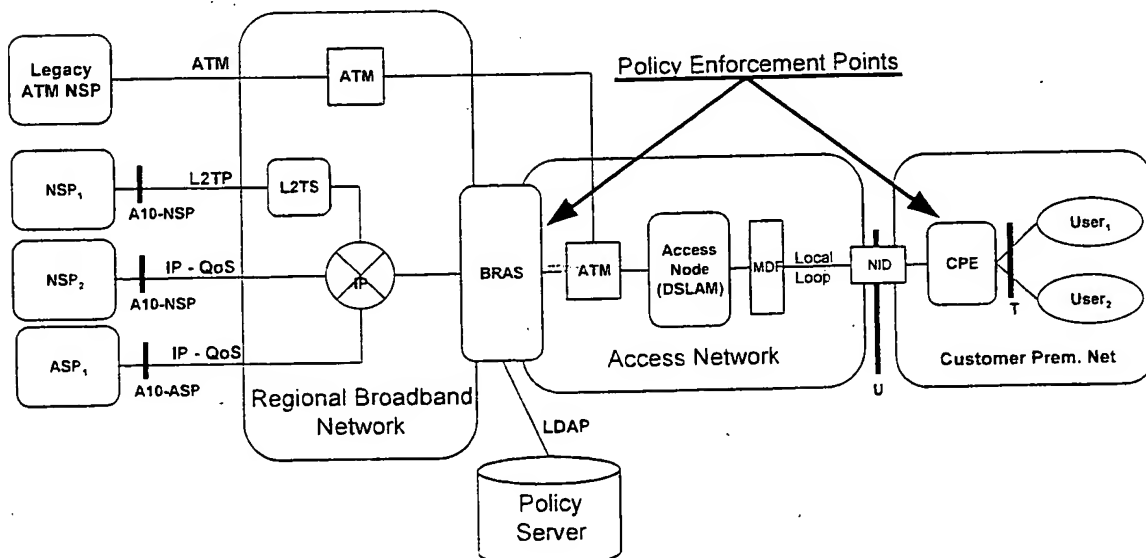 Legacy
ATM NSP
ATM
ATM
Policy Enforcement Points
NSP1
L2TP
A10-NSP
L2TS
NSP2
IP - QoS
A10-NSP
IP
ASP1
IP - QoS
A10-ASP
Regional Broadband
Network
BRAS
ATM
Access
Node
(DSLAM)
MDF
Local
Loop
Access Network
NID
U
CPE
T
User1
User2
Customer Prem. Net
LDAP
Policy
Server